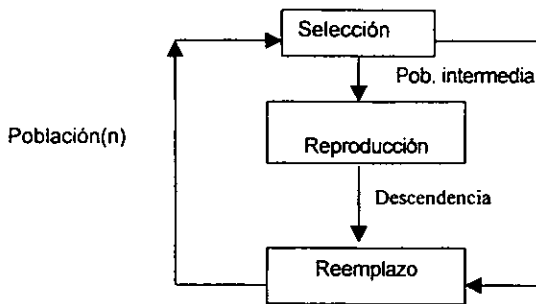 Selección
Pob. intermedia
Población(n)
Reproducción
Descendencia
Reemplazo